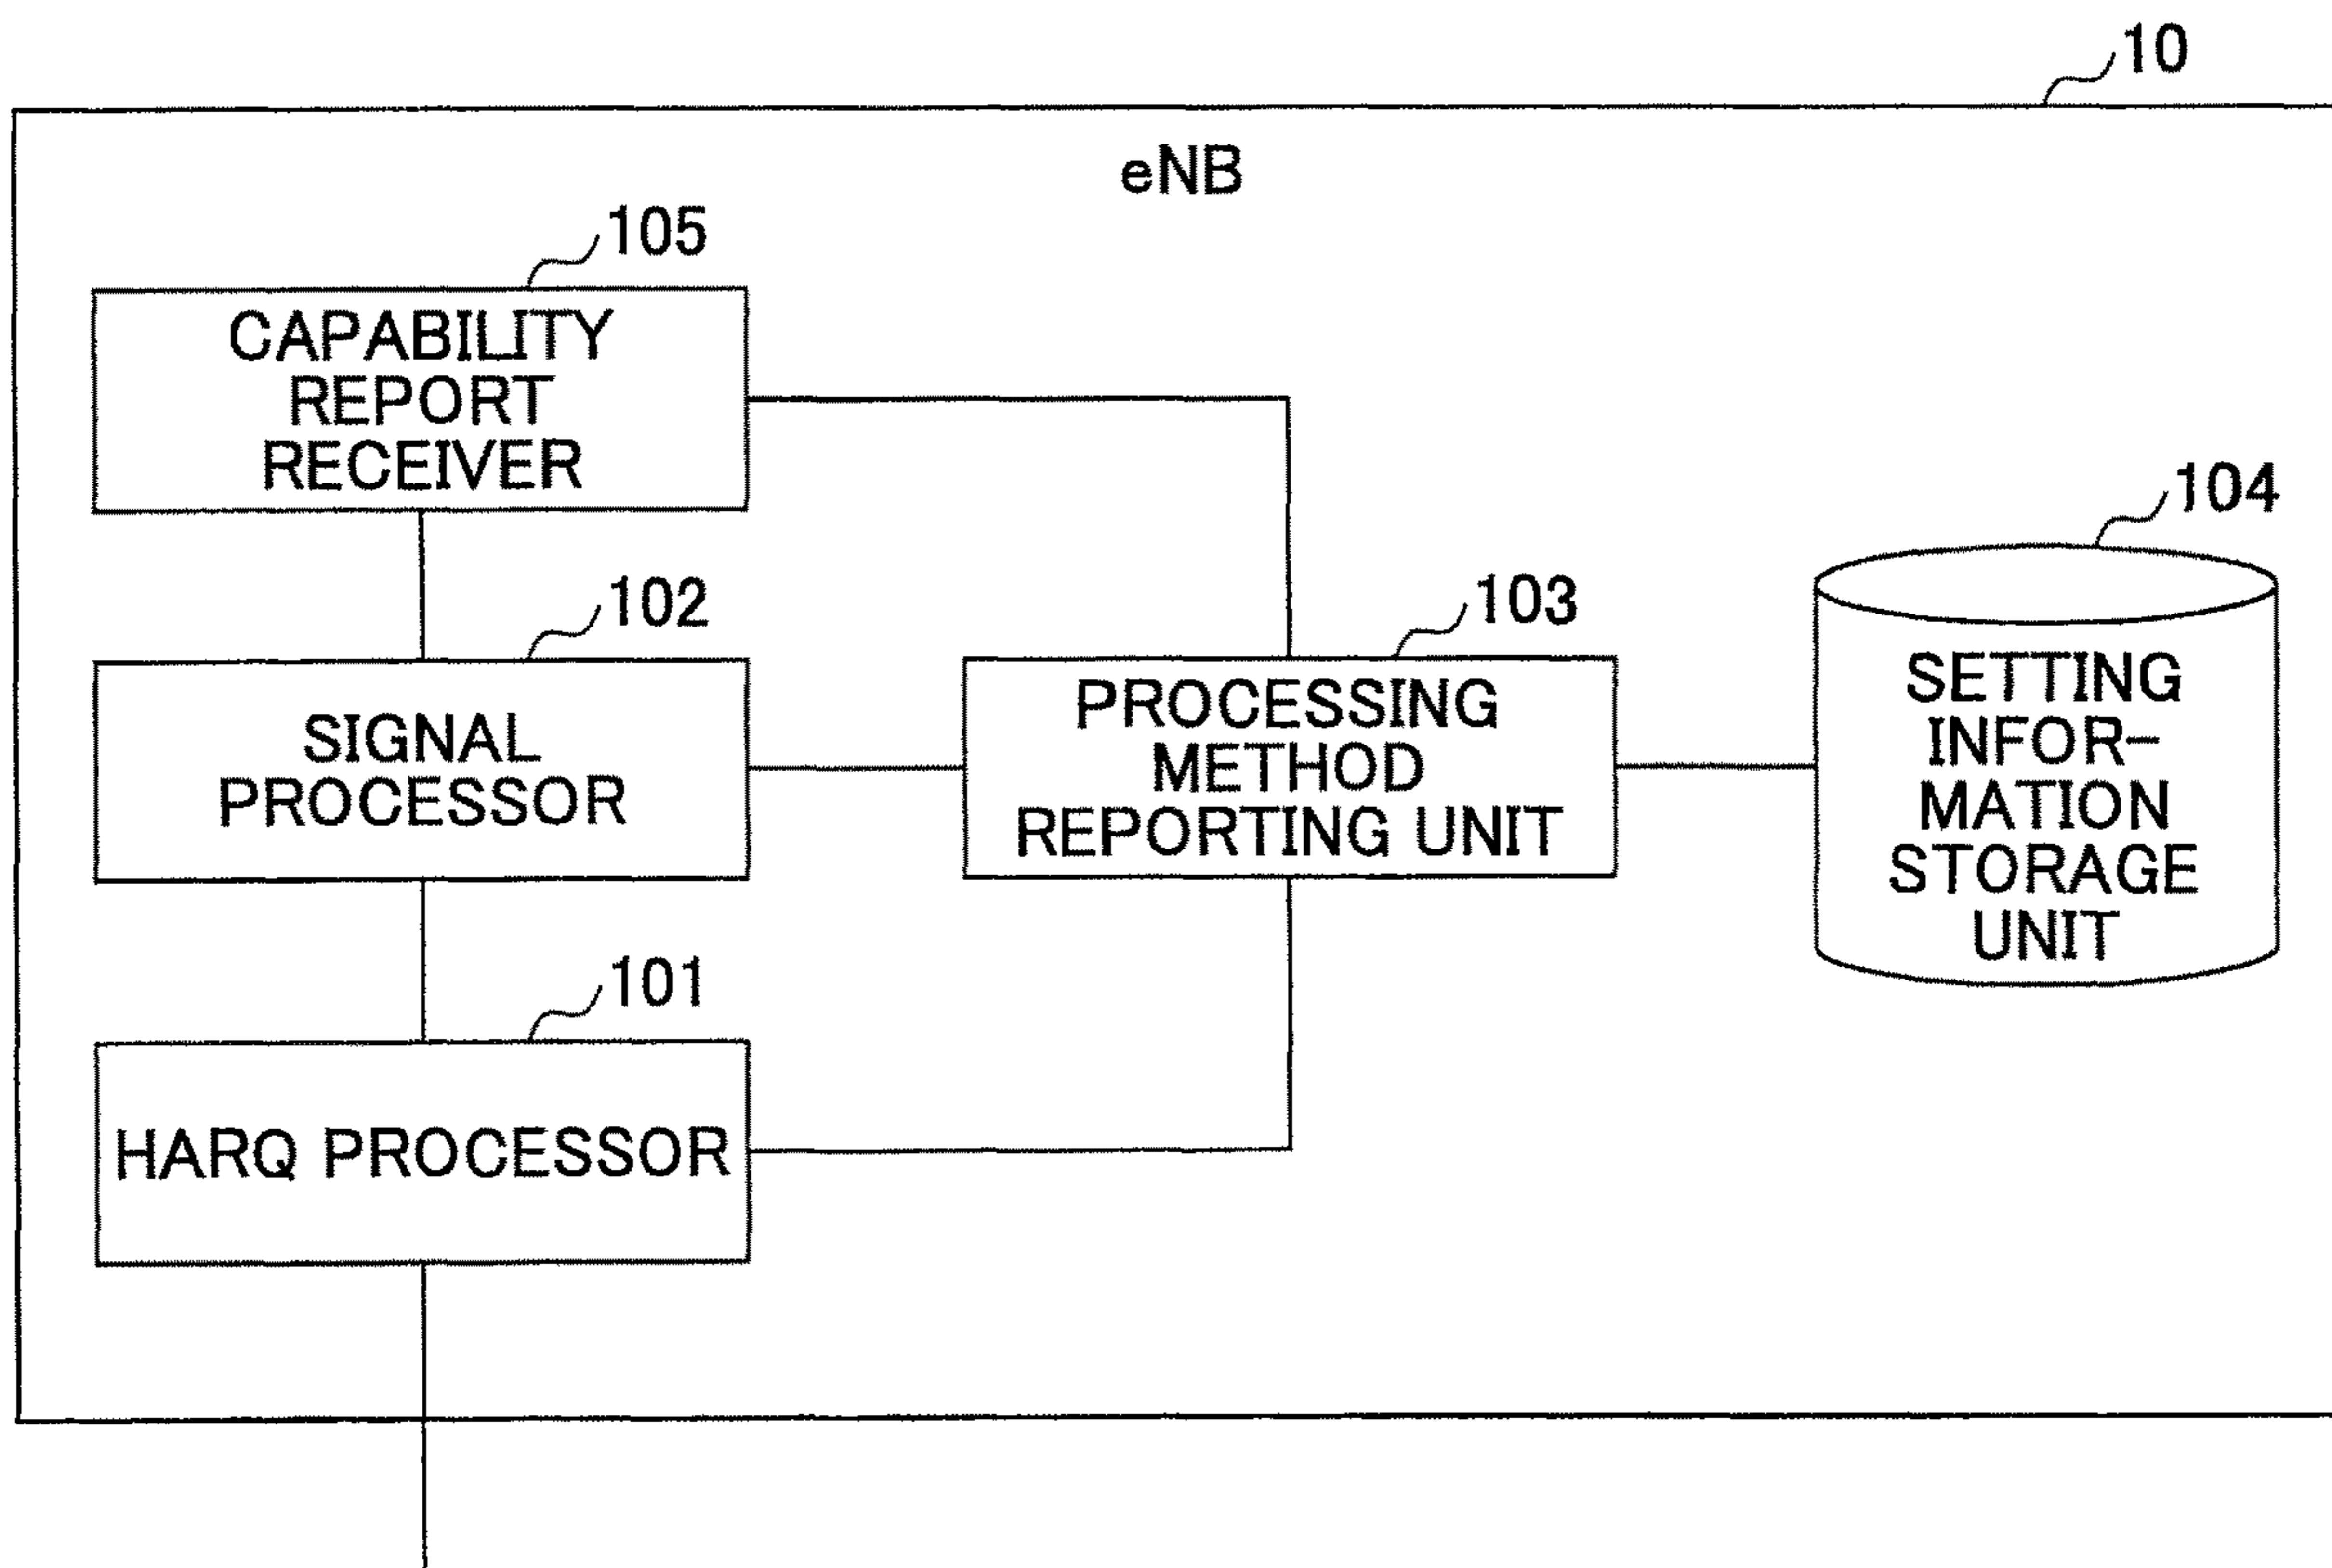 10
eNB
105
CAPABILITY
REPORT
RECEIVER
104
102
103
SIGNAL
PROCESSOR
PROCESSING
METHOD
REPORTING UNIT
SETTING
INFOR-
MATION
STORAGE
UNIT
101
HARQ PROCESSOR